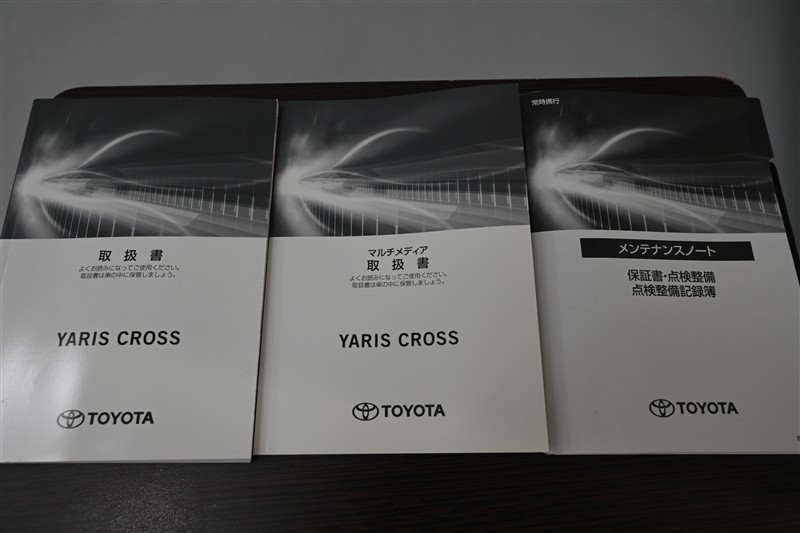 取扱書
よくお読みになってご使用ください。
取扱書は車の中に保管しましょう。
YARIS CROSS
TOYOTA
マルチメディア
取扱書
よくお読みになってご使用ください。
取扱書は車の中に保管しましょう。
YARIS CROSS
TOYOTA
常時携行
メンテナンスノート
保証書・点検整備
点検整備記録簿
TOYOTA